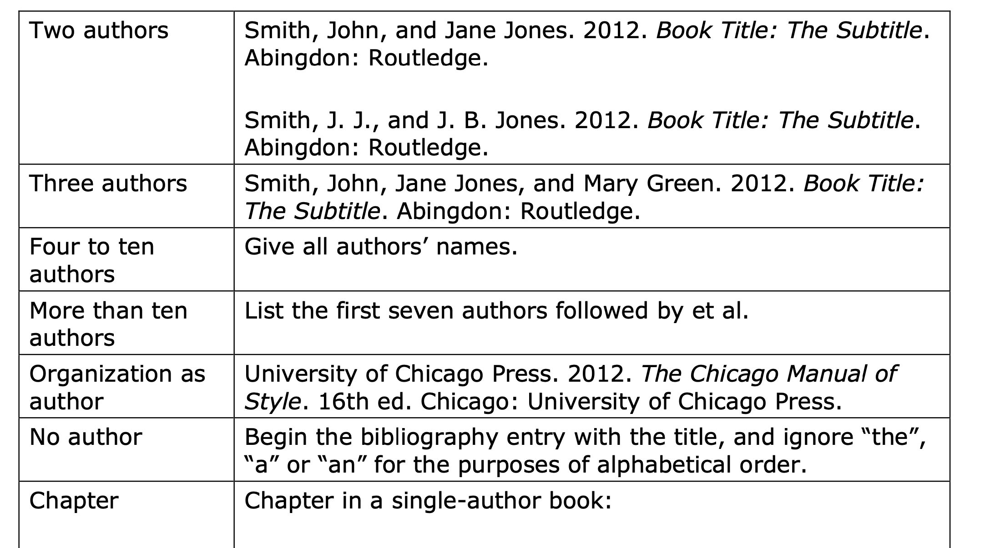 Two authors
Smith, John, and Jane Jones. 2012. Book Title: The Subtitle.
Abingdon: Routledge.
Smith, J. J., and J. B. Jones. 2012. Book Title: The Subtitle.
Abingdon: Routledge.
Three authors
Smith, John, Jane Jones, and Mary Green. 2012. Book Title:
The Subtitle. Abingdon: Routledge.
Four to ten
authors
Give all authors’ names.
More than ten
authors
List the first seven authors followed by et al.
Organization as
author
University of Chicago Press. 2012. The Chicago Manual of
Style. 16th ed. Chicago: University of Chicago Press.
No author
Begin the bibliography entry with the title, and ignore “the”,
“a” or “an” for the purposes of alphabetical order.
Chapter
Chapter in a single-author book: